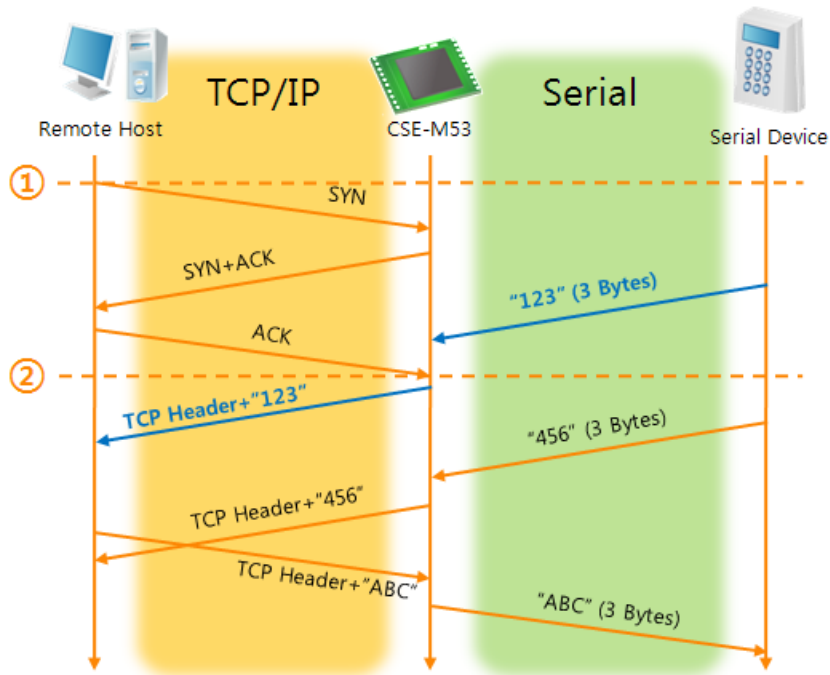 TCP/IP
Serial
Remote Host
CSE-M53
Serial Device
①
SYN
SYN+ACK
“123” (3 Bytes)
ACK
②
TCP Header+”123”
“456” (3 Bytes)
TCP Header+“456”
TCP Header+“ABC“
“ABC” (3 Bytes)